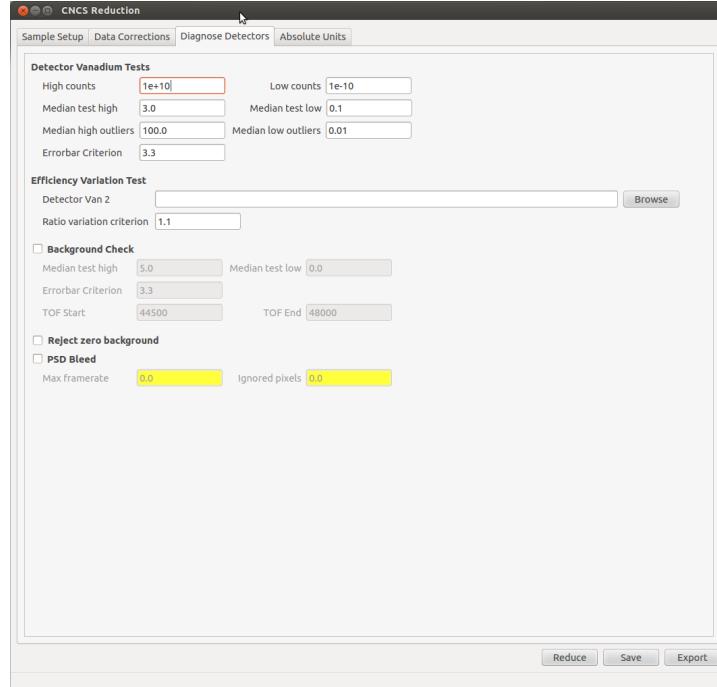 CNCS Reduction
Sample Setup Data Corrections Diagnose Detectors Absolute Units
Detector Vanadium Tests
High counts 1e+10 Low counts 1e-10
Median test high 3.0 Median test low 0.1
Median high outliers 100.0 Median low outliers 0.01
Errorbar Criterion 3.3
Efficiency Variation Test
Detector Van 2 Browse
Ratio variation criterion 1.1
Background Check
Median test high 5.0 Median test low 0.0
Errorbar Criterion 3.3
TOF Start 44500 TOF End 48000
Reject zero background
PSD Bleed
Max framerate 0.0 Ignored pixels 0.0
Reduce Save Export